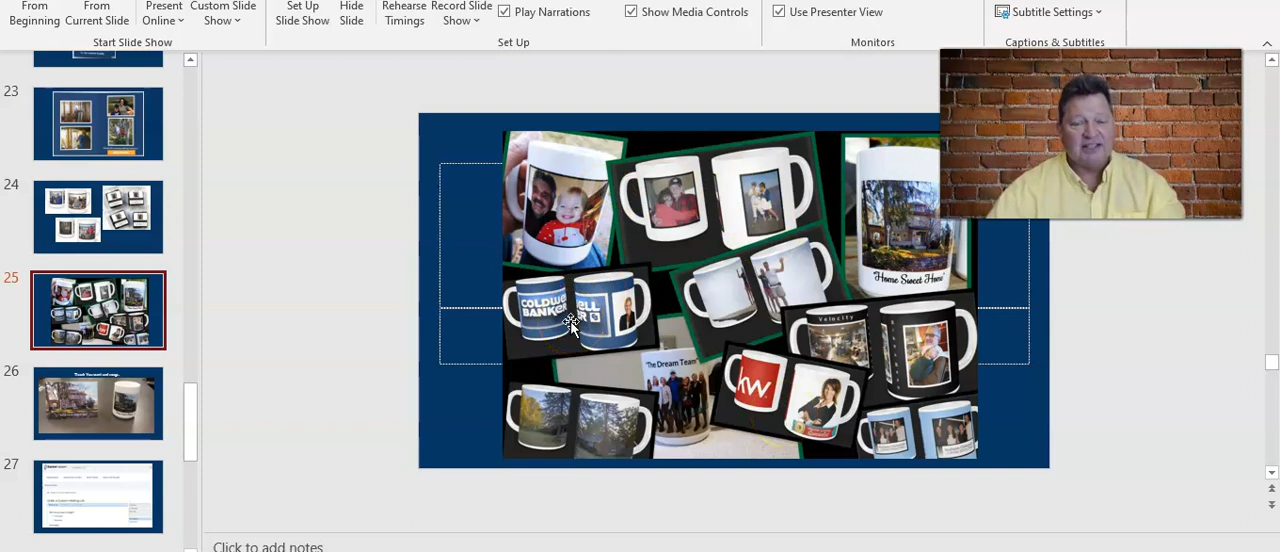 From Beginning
From Current Slide
Present Online
Custom Slide Show
Set Up Slide Show
Hide Slide
Rehearse Timings
Record Slide Show
Play Narrations
Show Media Controls
Use Presenter View
Subtitle Settings
Start Slide Show
Set Up
Monitors
Captions & Subtitles
23
24
25
26
27
"Home Sweet Home"
COLDWELL
BANKER
Velocity
"The Dream Team"
kw
Click to add notes